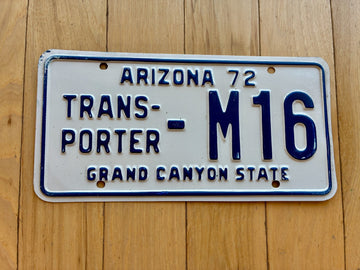 ARIZONA 72
TRANS-
PORTER - M16
GRAND CANYON STATE